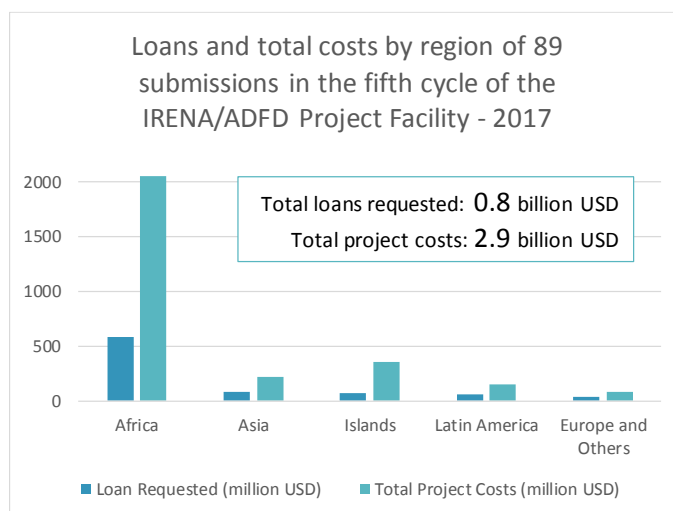 Loans and total costs by region of 89
submissions in the fifth cycle of the
IRENA/ADFD Project Facility - 2017
Total loans requested: 0.8 billion USD
Total project costs: 2.9 billion USD
2000
1500
1000
500
0
Africa
Asia
Islands
Latin America
Europe and
Others
Loan Requested (million USD)
Total Project Costs (million USD)